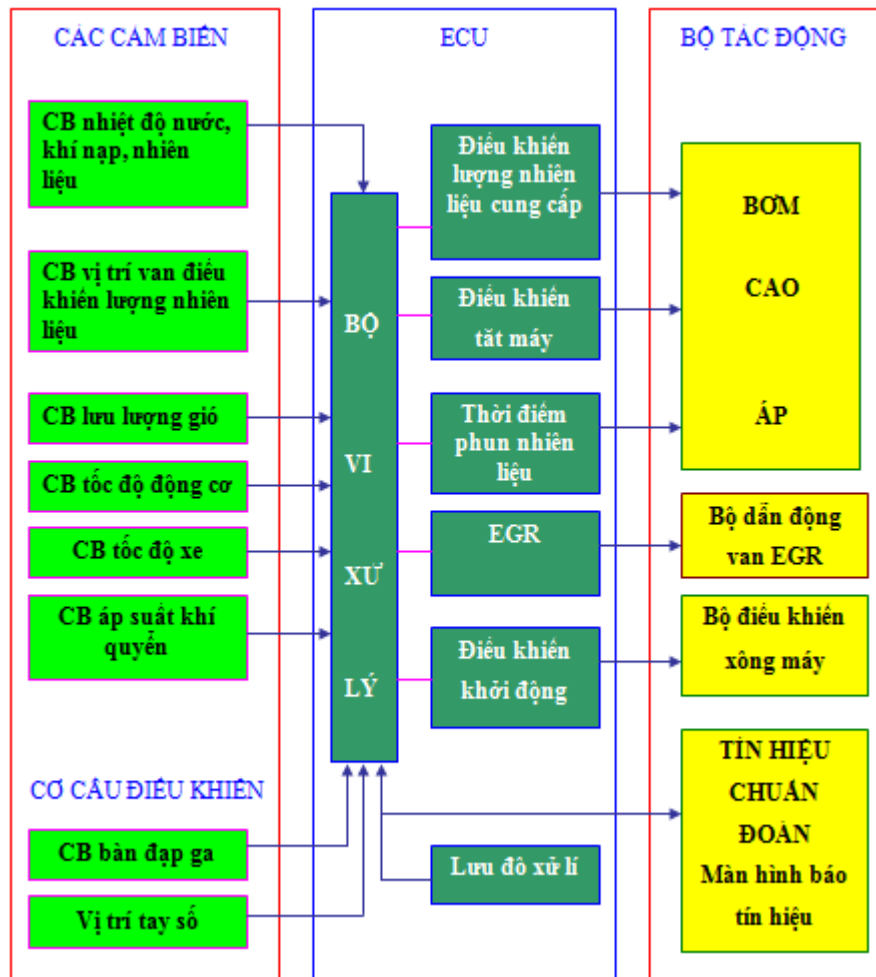 CÁC CẢM BIẾN
CB nhiệt độ nước,
khí nạp, nhiên
liệu
CB vị trí van điều
khiển lượng nhiên
liệu
CB lưu lượng gió
CB tốc độ động cơ
CB tốc độ xe
CB áp suất khí
quyển
CƠ CẤU ĐIỀU KHIỂN
CB bàn đạp ga
Vị trí tay số
ECU
BỘ
VI
XỬ
LÝ
Điều khiển
lượng nhiên
liệu cung cấp
Điều khiển
tắt máy
Thời điểm
phun nhiên
liệu
EGR
Điều khiển
khởi động
Lưu đồ xử lí
BỘ TÁC ĐỘNG
BƠM
CAO
ÁP
Bộ dẫn động
van EGR
Bộ điều khiển
xông máy
TÍN HIỆU
CHUẨN
ĐOÁN
Màn hình báo
tín hiệu